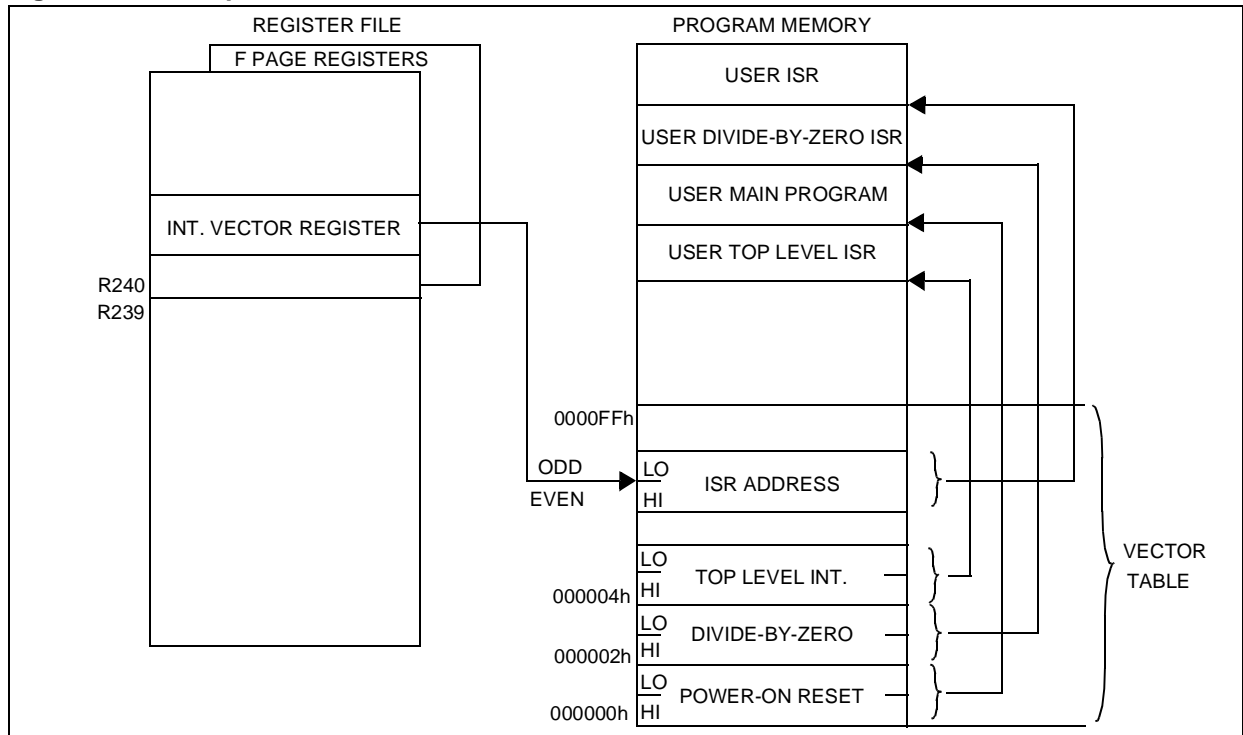 REGISTER FILE
F PAGE REGISTERS
INT. VECTOR REGISTER
R240
R239
PROGRAM MEMORY
USER ISR
USER DIVIDE-BY-ZERO ISR
USER MAIN PROGRAM
USER TOP LEVEL ISR
0000FFh
ODD
EVEN
LO
ISR ADDRESS
HI
LO
TOP LEVEL INT.
000004h HI
LO
DIVIDE-BY-ZERO
000002h HI
LO
POWER-ON RESET
000000h HI
VECTOR
TABLE